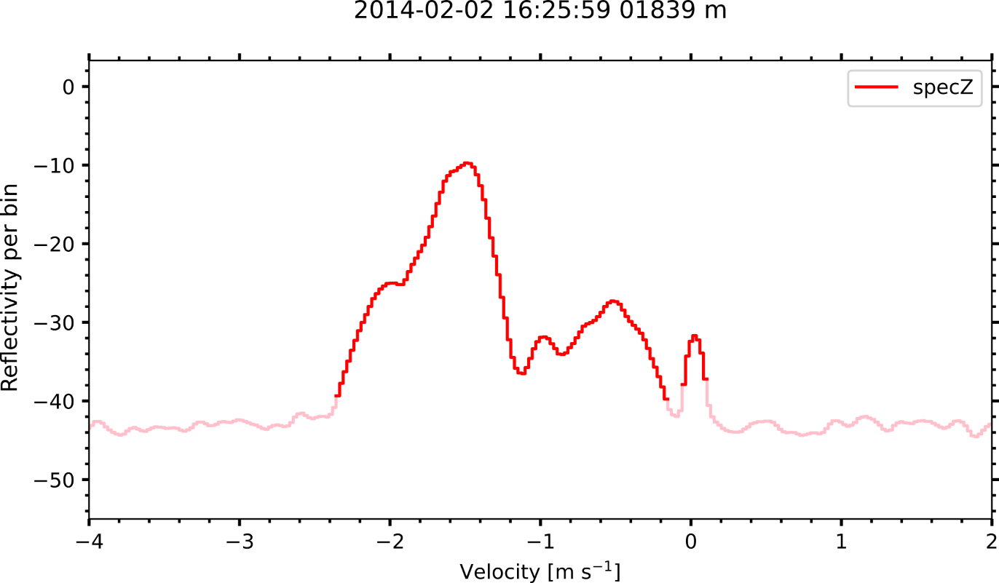 2014-02-02 16:25:59 01839 m
specZ
Reflectivity per bin
0
−10
−20
−30
−40
−50
−4 −3 −2 −1 0 1 2
Velocity [m s⁻¹]